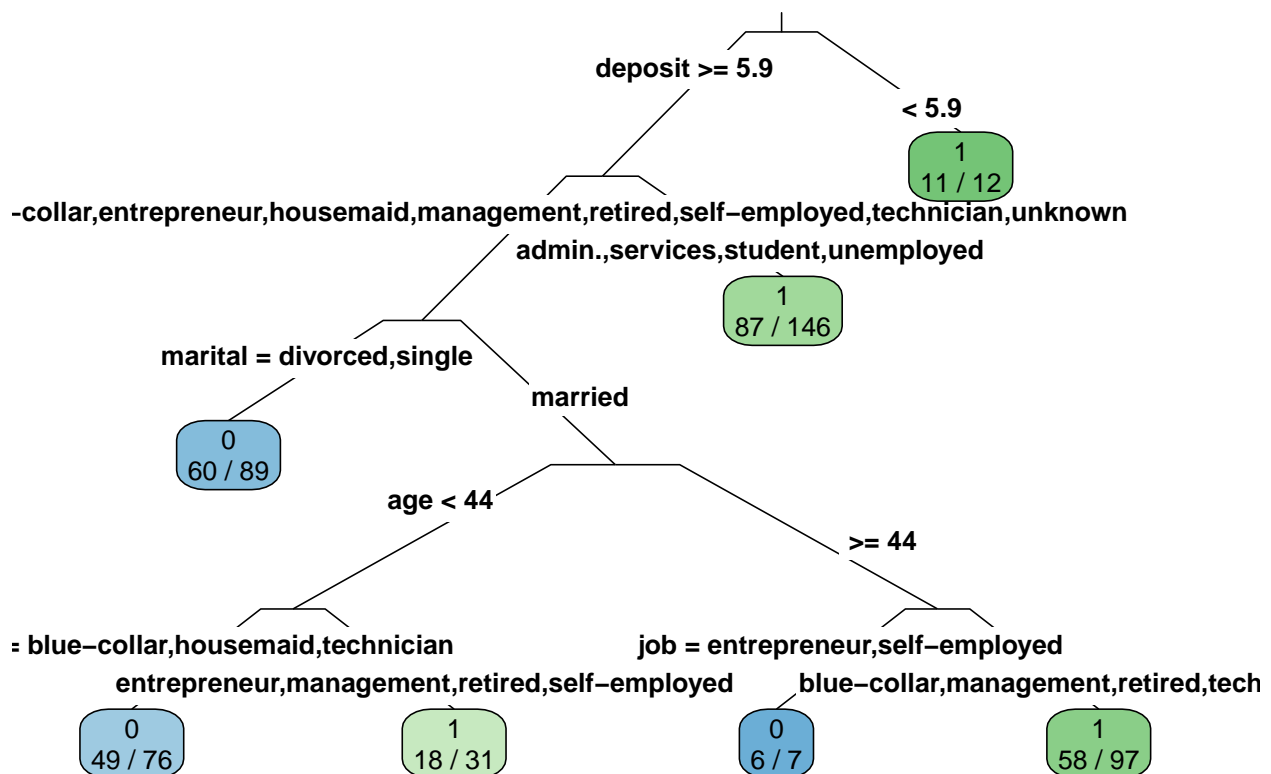 deposit >= 5.9
< 5.9
1
11 / 12
-collar,entrepreneur,housemaid,management,retired,self-employed,technician,unknown
admin.,services,student,unemployed
1
87 / 146
marital = divorced,single
married
0
60 / 89
age < 44
>= 44
= blue-collar,housemaid,technician
job = entrepreneur,self-employed
entrepreneur,management,retired,self-employed
blue-collar,management,retired,tech
0
49 / 76
1
18 / 31
0
6 / 7
1
58 / 97